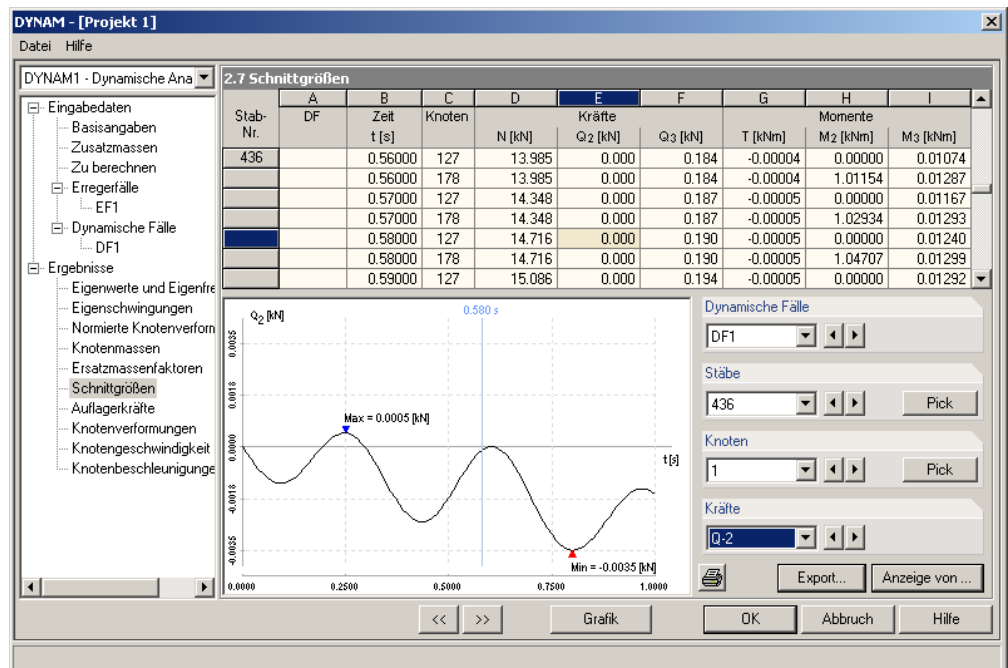 DYNAM - [Projekt 1]
Datei Hilfe
DYNAM1 - Dynamische Ana
Eingabedaten
Basisangaben
Zusatzmassen
Zu berechnen
Erregerfälle
EF1
Dynamische Fälle
DF1
Ergebnisse
Eigenwerte und Eigenfre
Eigenschwingungen
Normierte Knotenverform
Knotenmassen
Ersatzmassenfaktoren
Schnittgrößen
Auflagerkräfte
Knotenverformungen
Knotengeschwindigkeit
Knotenbeschleunigunge
2.7 Schnittgrößen
A B C D E F G H I
Stab- DF Zeit Knoten Kräfte Momente
Nr. t [s] N [kN] Q2 [kN] Q3 [kN] T [kNm] M2 [kNm] M3 [kNm]
436 0.56000 127 13.985 0.000 0.184 -0.00004 0.00000 0.01074
0.56000 178 13.985 0.000 0.184 -0.00004 1.01154 0.01287
0.57000 127 14.348 0.000 0.187 -0.00005 0.00000 0.01167
0.57000 178 14.348 0.000 0.187 -0.00005 1.02934 0.01293
0.58000 127 14.716 0.000 0.190 -0.00005 0.00000 0.01240
0.58000 178 14.716 0.000 0.190 -0.00005 1.04707 0.01299
0.59000 127 15.086 0.000 0.194 -0.00005 0.00000 0.01292
Q2 [kN]
0.580 s
0.0035
0.0018
0.0000
-0.0018
-0.0035
Max = 0.0005 [kN]
t[s]
Min = -0.0035 [kN]
0.0000 0.2500 0.5000 0.7500 1.0000
Dynamische Fälle
DF1
Stäbe
436 Pick
Knoten
1 Pick
Kräfte
Q-2
Export... Anzeige von ...
<< >> Grafik OK Abbruch Hilfe